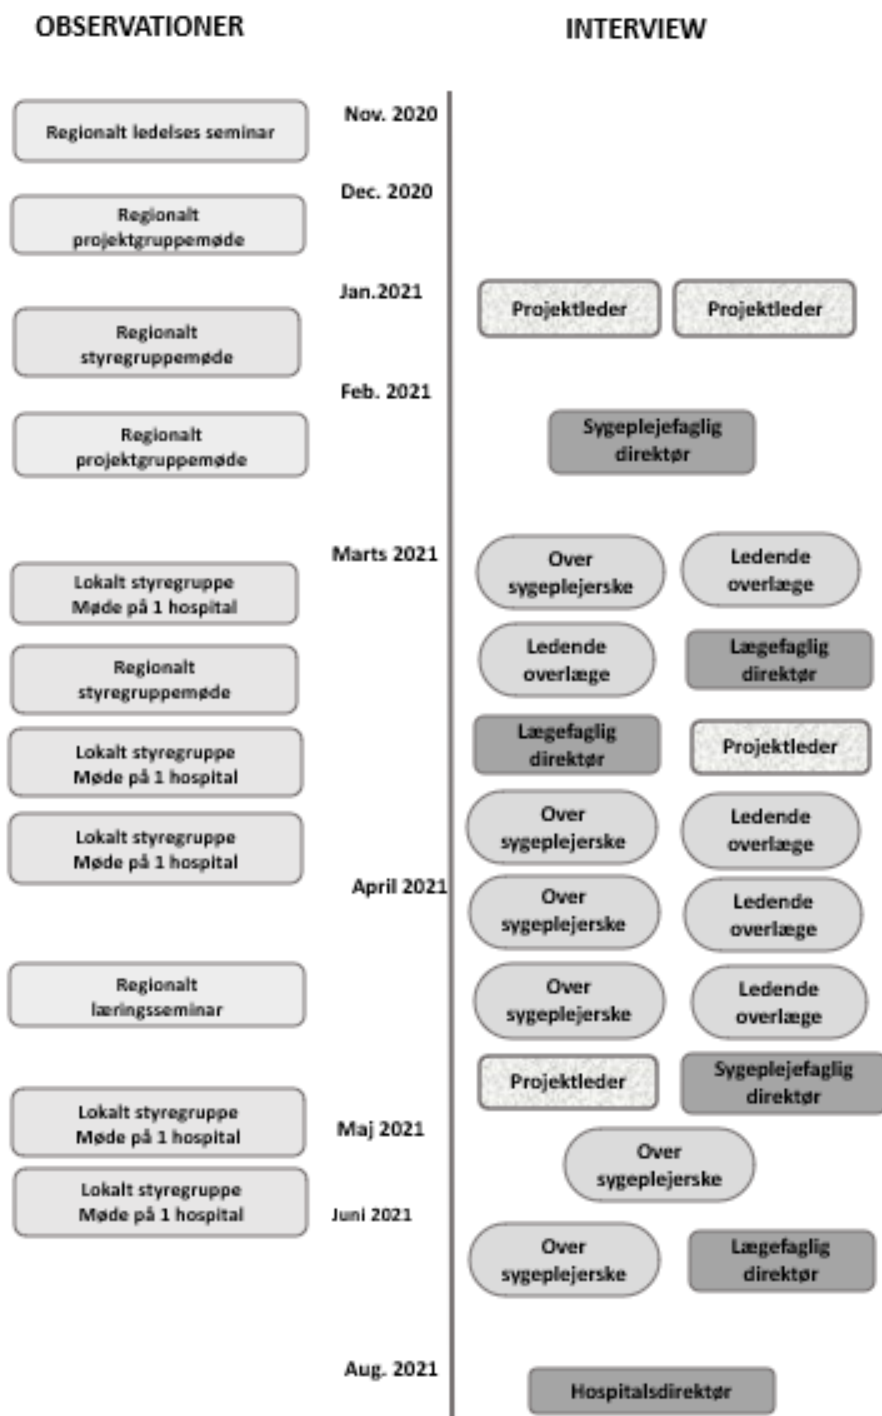 OBSERVATIONER
INTERVIEW
Nov. 2020
Regionalt ledelses seminar
Dec. 2020
Regionalt
projektgruppemøde
Jan.2021
Projektleder
Projektleder
Regionalt
styregruppemøde
Feb. 2021
Regionalt
projektgruppemøde
Sygeplejefaglig
direktør
Marts 2021
Lokalt styregruppe
Møde på 1 hospital
Over
sygeplejerske
Ledende
overlæge
Regionalt
styregruppemøde
Ledende
overlæge
Lægefaglig
direktør
Lokalt styregruppe
Møde på 1 hospital
Lægefaglig
direktør
Projektleder
Lokalt styregruppe
Møde på 1 hospital
Over
sygeplejerske
Ledende
overlæge
April 2021
Over
sygeplejerske
Ledende
overlæge
Regionalt
læringsseminar
Over
sygeplejerske
Ledende
overlæge
Projektleder
Sygeplejefaglig
direktør
Lokalt styregruppe
Møde på 1 hospital
Maj 2021
Over
sygeplejerske
Lokalt styregruppe
Møde på 1 hospital
Juni 2021
Over
sygeplejerske
Lægefaglig
direktør
Aug. 2021
Hospitalsdirektør